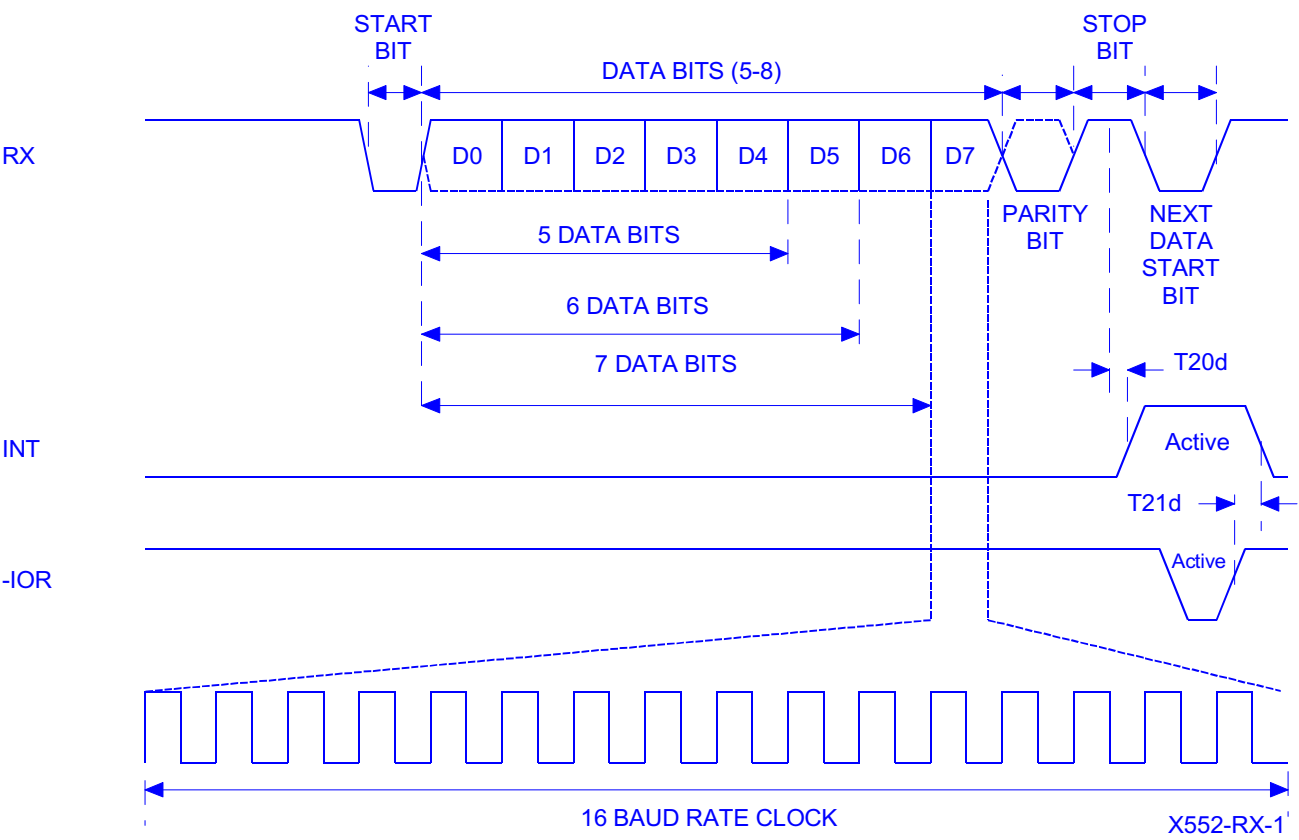 START
BIT
STOP
BIT
DATA BITS (5-8)
RX
D0 D1 D2 D3 D4 D5 D6 D7
5 DATA BITS
PARITY
BIT
NEXT
DATA
START
BIT
6 DATA BITS
7 DATA BITS
T20d
INT
Active
T21d
-IOR
Active
16 BAUD RATE CLOCK
X552-RX-1